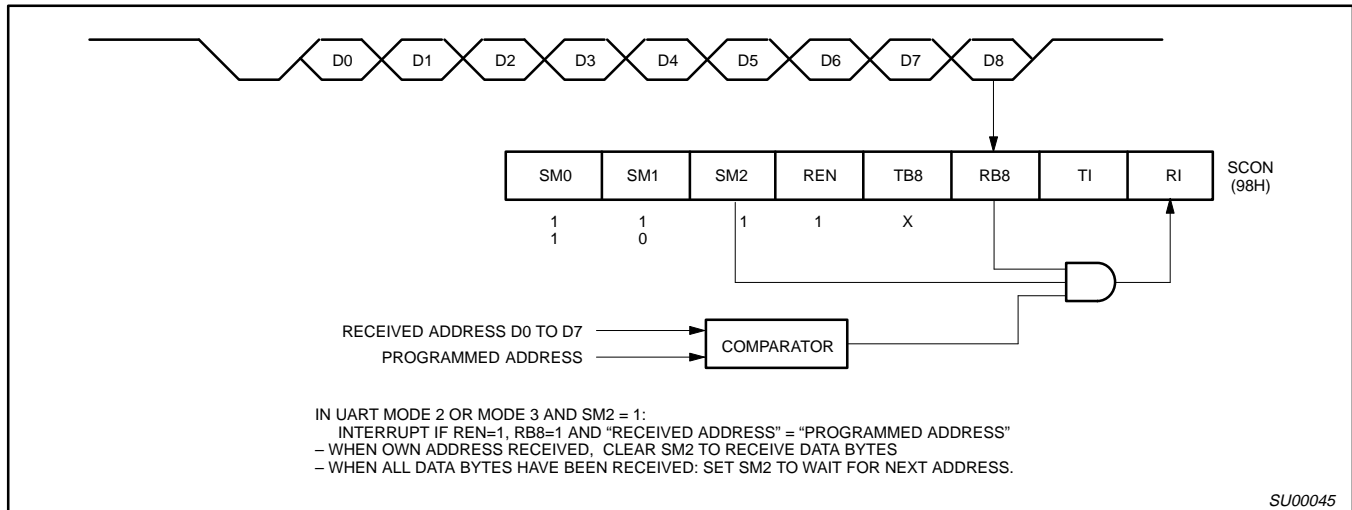 D0 D1 D2 D3 D4 D5 D6 D7 D8
SM0 SM1 SM2 REN TB8 RB8 TI RI
SCON
(98H)
1 1 1 1 X
1 0
RECEIVED ADDRESS D0 TO D7
PROGRAMMED ADDRESS
COMPARATOR
IN UART MODE 2 OR MODE 3 AND SM2 = 1:
INTERRUPT IF REN=1, RB8=1 AND “RECEIVED ADDRESS” = “PROGRAMMED ADDRESS”
– WHEN OWN ADDRESS RECEIVED, CLEAR SM2 TO RECEIVE DATA BYTES
– WHEN ALL DATA BYTES HAVE BEEN RECEIVED: SET SM2 TO WAIT FOR NEXT ADDRESS.
SU00045